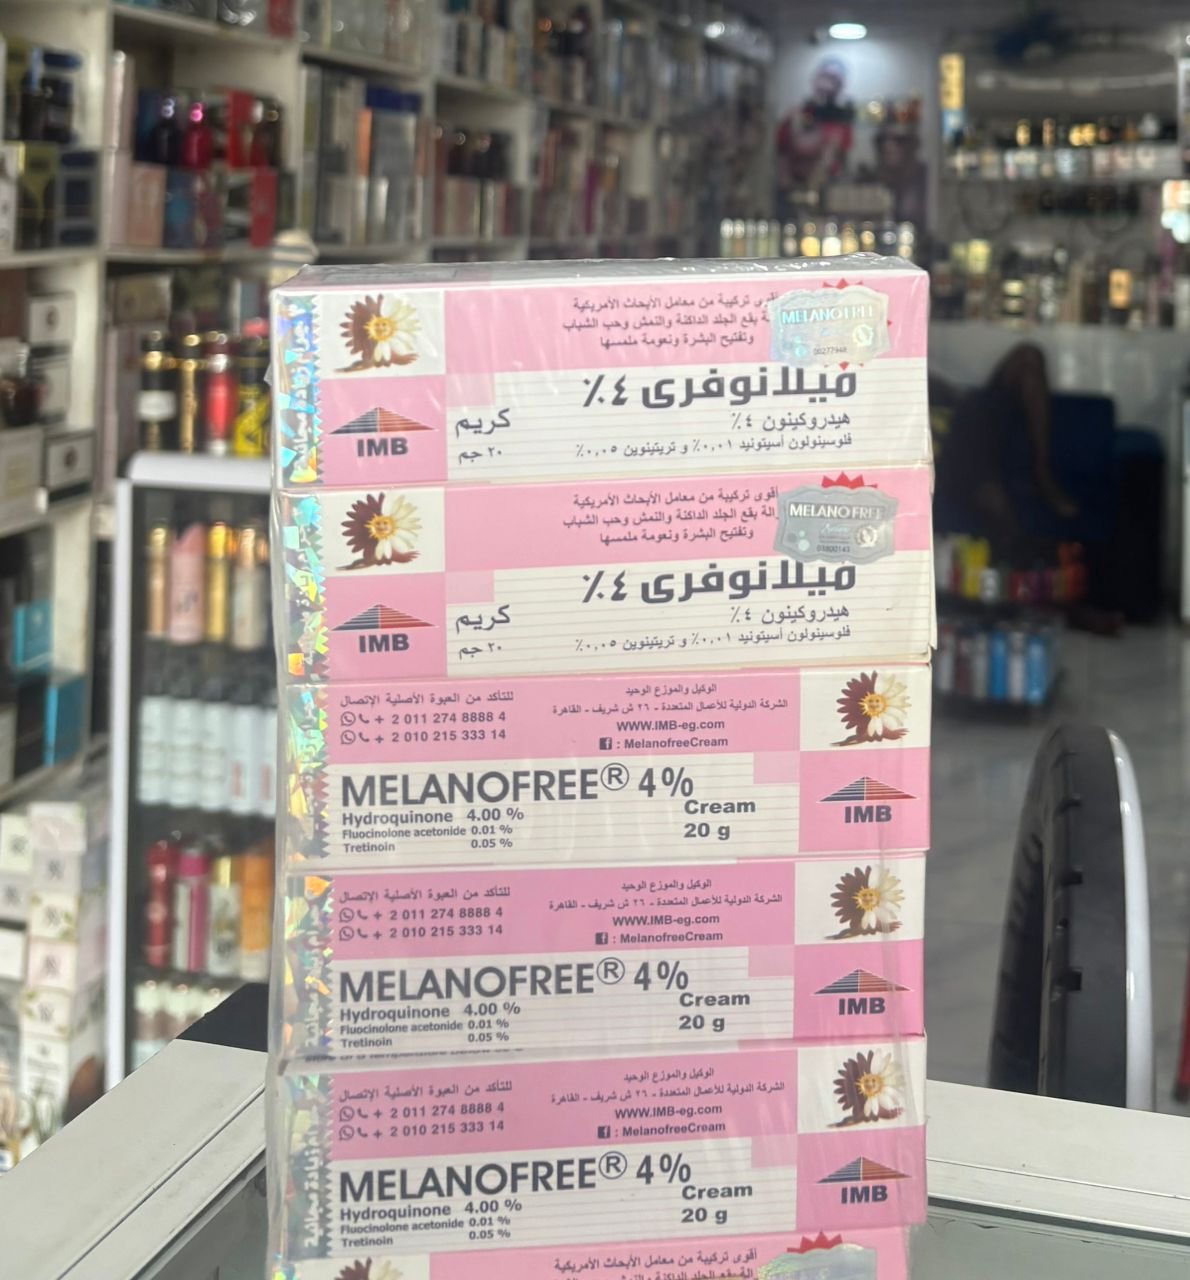 أقوى تركيبة من معامل الأبحاث الأمريكية
لة بقع الجلد الداكنة والنمش وحب الشباب
وتفتيح البشرة ونعومة ملمسها
MELANO FREE
00277948
ميلانوفرى ٤٪
هيدروكينون ٤٪
فلوسينولون أسيتونيد ٠,٠١٪ و تريتينوين ٠,٠٥٪
كريم
٢٠ جم
IMB
أقوى تركيبة من معامل الأبحاث الأمريكية
الة بقع الجلد الداكنة والنمش وحب الشباب
وتفتيح البشرة ونعومة ملمسها
MELANO FREE
03800143
ميلانوفرى ٤٪
هيدروكينون ٤٪
فلوسينولون أسيتونيد ٠,٠١٪ و تريتينوين ٠,٠٥٪
كريم
٢٠ جم
IMB
للتأكد من العبوة الأصلية الإتصال
+ 2 011 274 8888 4
+ 2 010 215 333 14
الوكيل والموزع الوحيد
الشركة الدولية للأعمال المتعددة - ٢٦ ش شريف - القاهرة
WWW.IMB-eg.com
: MelanofreeCream
MELANOFREE® 4%
Hydroquinone 4.00 %
Fluocinolone acetonide 0.01 %
Tretinoin 0.05 %
Cream
20 g
IMB
للتأكد من العبوة الأصلية الإتصال
+ 2 011 274 8888 4
+ 2 010 215 333 14
الوكيل والموزع الوحيد
الشركة الدولية للأعمال المتعددة - ٢٦ ش شريف - القاهرة
WWW.IMB-eg.com
: MelanofreeCream
MELANOFREE® 4%
Hydroquinone 4.00 %
Fluocinolone acetonide 0.01 %
Tretinoin 0.05 %
Cream
20 g
IMB
للتأكد من العبوة الأصلية الإتصال
+ 2 011 274 8888 4
+ 2 010 215 333 14
الوكيل والموزع الوحيد
الشركة الدولية للأعمال المتعددة - ٢٦ ش شريف - القاهرة
WWW.IMB-eg.com
: MelanofreeCream
MELANOFREE® 4%
Hydroquinone 4.00 %
Fluocinolone acetonide 0.01 %
Tretinoin 0.05 %
Cream
20 g
IMB
أقوى تركيبة من معامل الأبحاث الأمريكية